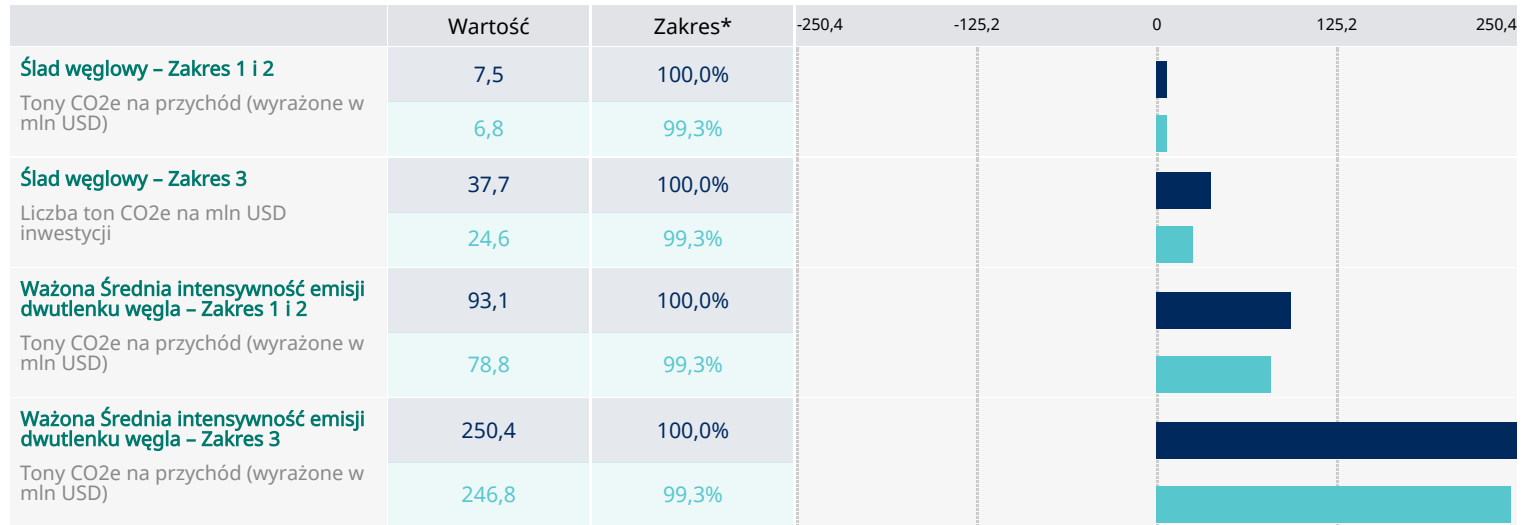 Wartość Zakres* -250,4 -125,2 0 125,2 250,4
Ślad węglowy – Zakres 1 i 2
Tony CO2e na przychód (wyrażone w
mln USD)
7,5 100,0%
6,8 99,3%
Ślad węglowy – Zakres 3
Liczba ton CO2e na mln USD
inwestycji
37,7 100,0%
24,6 99,3%
Ważona Średnia intensywność emisji
dwutlenku węgla – Zakres 1 i 2
Tony CO2e na przychód (wyrażone w
mln USD)
93,1 100,0%
78,8 99,3%
Ważona Średnia intensywność emisji
dwutlenku węgla – Zakres 3
Tony CO2e na przychód (wyrażone w
mln USD)
250,4 100,0%
246,8 99,3%